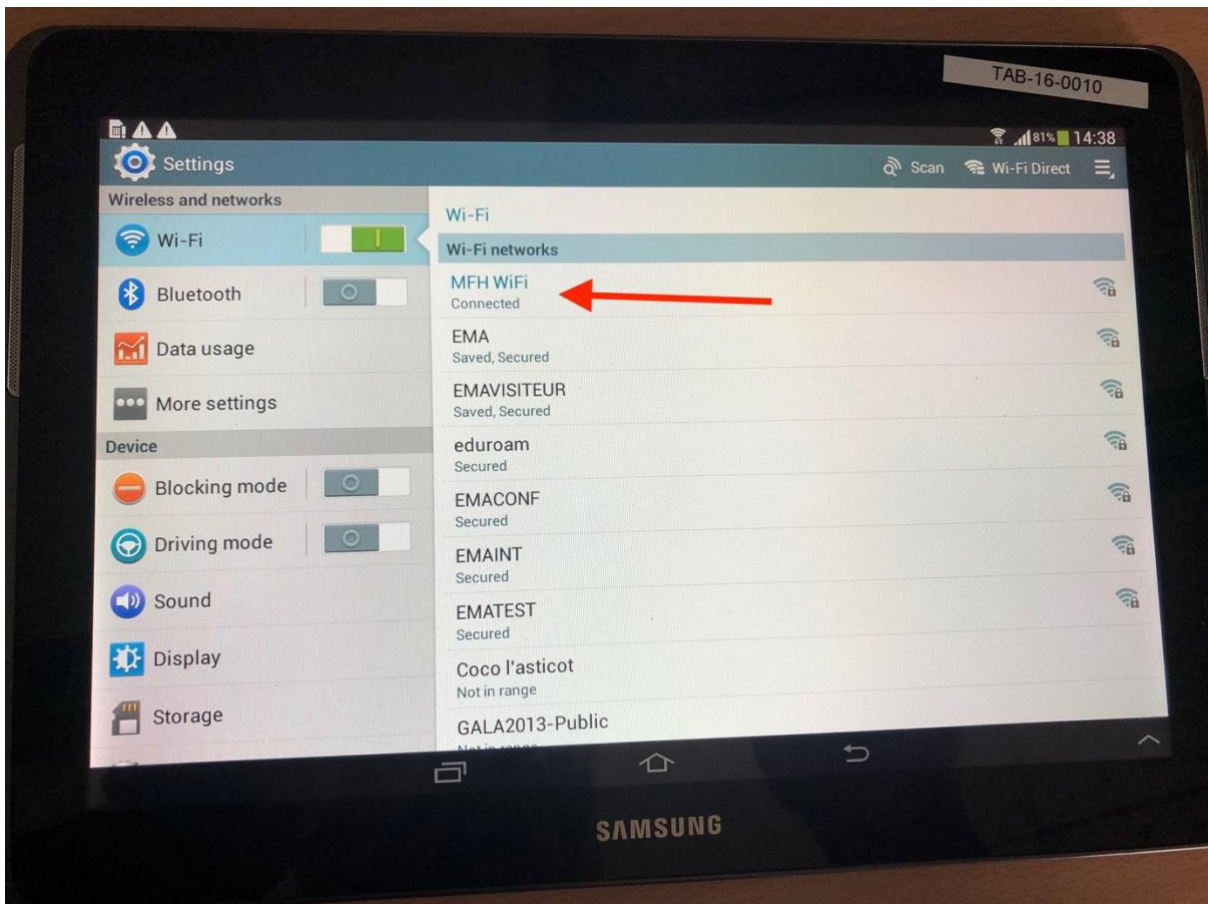 TAB-16-0010
81% 14:38
Settings
Scan Wi-Fi Direct
Wireless and networks
Wi-Fi
Bluetooth
Data usage
More settings
Device
Blocking mode
Driving mode
Sound
Display
Storage
Wi-Fi
Wi-Fi networks
MFH WiFi
Connected
EMA
Saved, Secured
EMAVISITEUR
Saved, Secured
eduroam
Secured
EMACONF
Secured
EMAINT
Secured
EMATEST
Secured
Coco l'asticot
Not in range
GALA2013-Public
Not in range
SAMSUNG